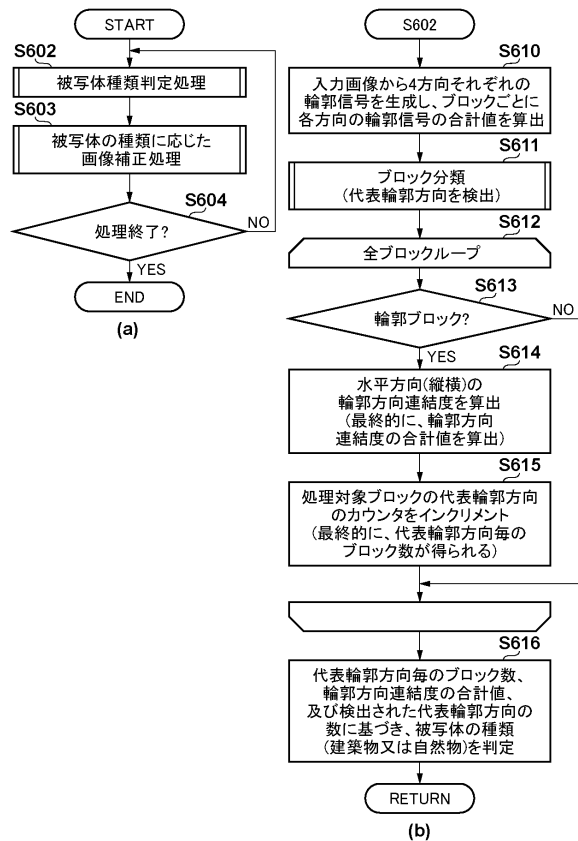 START
S602
被写体種類判定処理
S603
被写体の種類に応じた
画像補正処理
S604
処理終了?
NO
YES
END
(a)
S602
S610
入力画像から4方向それぞれの
輪郭信号を生成し、ブロックごとに
各方向の輪郭信号の合計値を算出
S611
ブロック分類
(代表輪郭方向を検出)
S612
全ブロックループ
S613
輪郭ブロック?
NO
YES
S614
水平方向(縦横)の
輪郭方向連結度を算出
(最終的に、輪郭方向
連結度の合計値を算出)
S615
処理対象ブロックの代表輪郭方向
のカウンタをインクリメント
(最終的に、代表輪郭方向毎の
ブロック数が得られる)
S616
代表輪郭方向毎のブロック数、
輪郭方向連結度の合計値、
及び検出された代表輪郭方向の
数に基づき、被写体の種類
(建築物又は自然物)を判定
RETURN
(b)